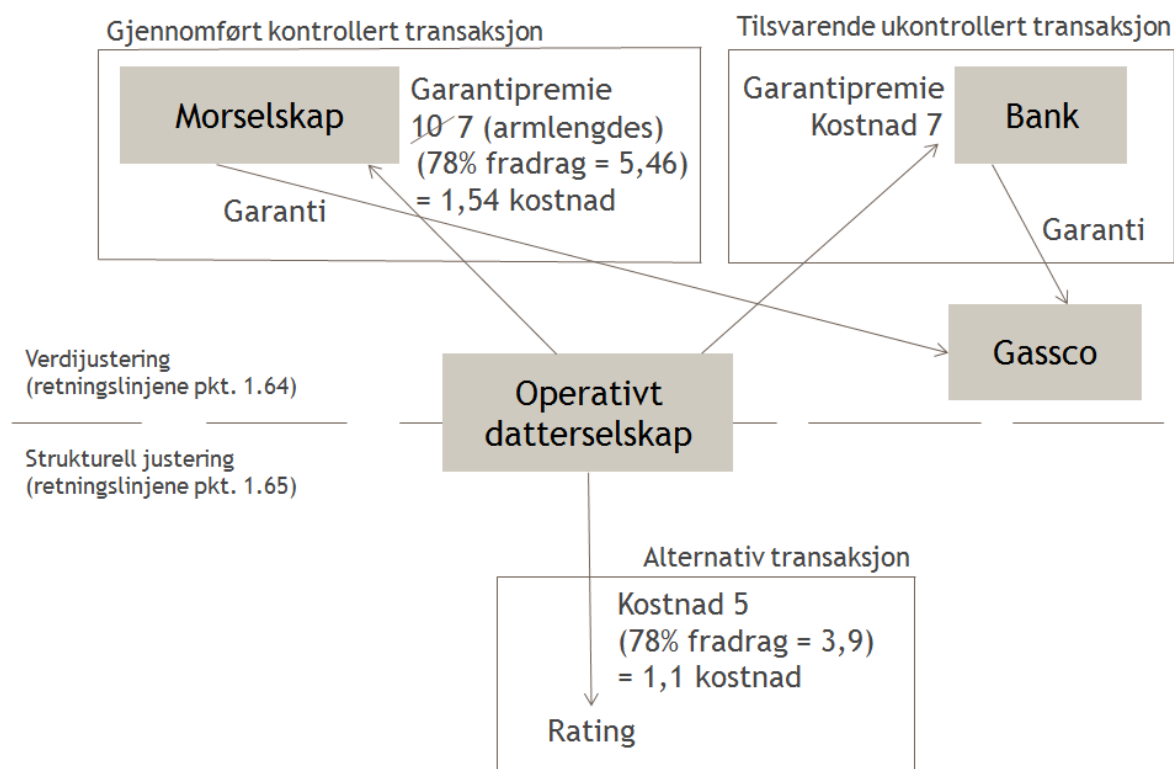 Gjennomført kontrollert transaksjon
Morselskap
Garantipremie
10 7 (armlengdes)
(78% fradrag = 5,46)
= 1,54 kostnad
Garanti
Tilsvarende ukontrollert transaksjon
Garantipremie
Kostnad 7
Bank
Garanti
Gassco
Verdijustering
(retningslinjene pkt. 1.64)
Operativt
datterselskap
Strukturell justering
(retningslinjene pkt. 1.65)
Alternativ transaksjon
Kostnad 5
(78% fradrag = 3,9)
= 1,1 kostnad
Rating